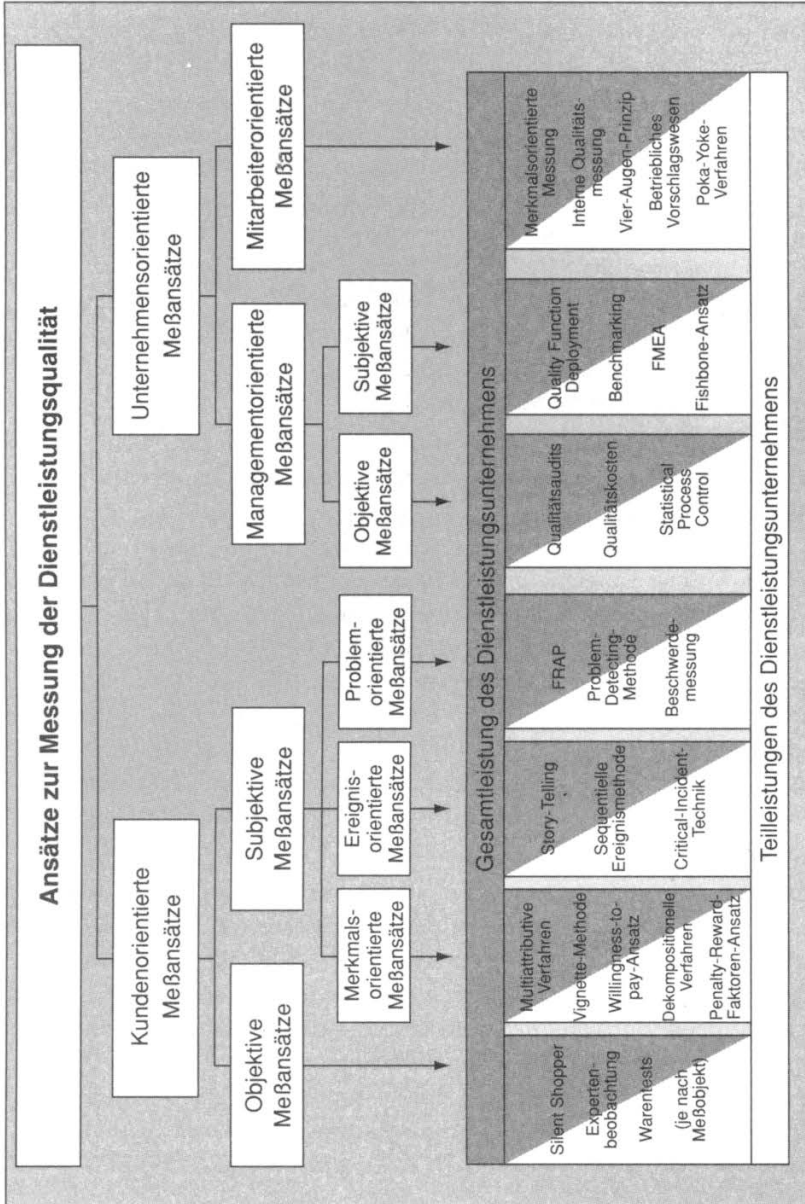 Ansätze zur Messung der Dienstleistungsqualität
Kundenorientierte
Meßansätze
Unternehmensorientierte
Meßansätze
Objektive
Meßansätze
Subjektive
Meßansätze
Managementorientierte
Meßansätze
Mitarbeiterorientierte
Meßansätze
Merkmals-
orientierte
Meßansätze
Ereignis-
orientierte
Meßansätze
Problem-
orientierte
Meßansätze
Objektive
Meßansätze
Subjektive
Meßansätze
Gesamtleistung des Dienstleistungsunternehmens
Silent Shopper
Experten-
beobachtung
Warentests
(je nach
Meßobjekt)
Multiattributive
Verfahren
Vignette-Methode
Willingness-to-
pay-Ansatz
Dekompositionelle
Verfahren
Penalty-Reward-
Faktoren-Ansatz
Story-Telling
Sequentielle
Ereignismethode
Critical-Incident-
Technik
FRAP
Problem-
Detecting-
Methode
Beschwerde-
messung
Qualitätsaudits
Qualitätskosten
Statistical
Process
Control
Quality Function
Deployment
Benchmarking
FMEA
Fishbone-Ansatz
Merkmalsorientierte
Messung
Interne Qualitäts-
messung
Vier-Augen-Prinzip
Betriebliches
Vorschlagswesen
Poka-Yoke-
Verfahren
Teilleistungen des Dienstleistungsunternehmens